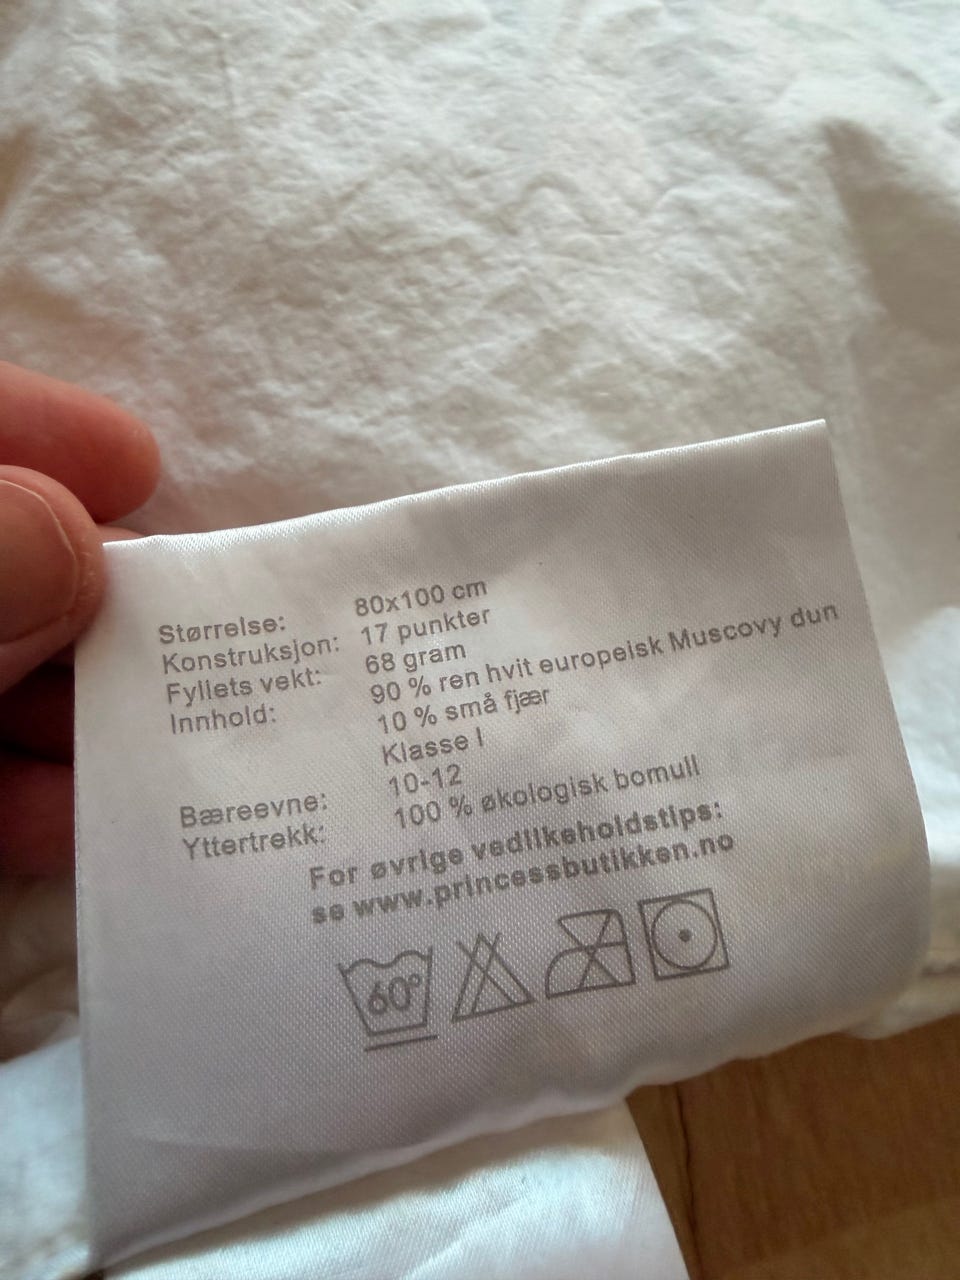 Størrelse: 80x100 cm
Konstruksjon: 17 punkter
Fyllets vekt: 68 gram
Innhold: 90 % ren hvit europeisk Muscovy dun
10 % små fjær
Klasse I
Bæreevne: 10-12
Yttertrekk: 100 % økologisk bomull
For øvrige vedlikeholdstips:
se www.princessbutikken.no
60°